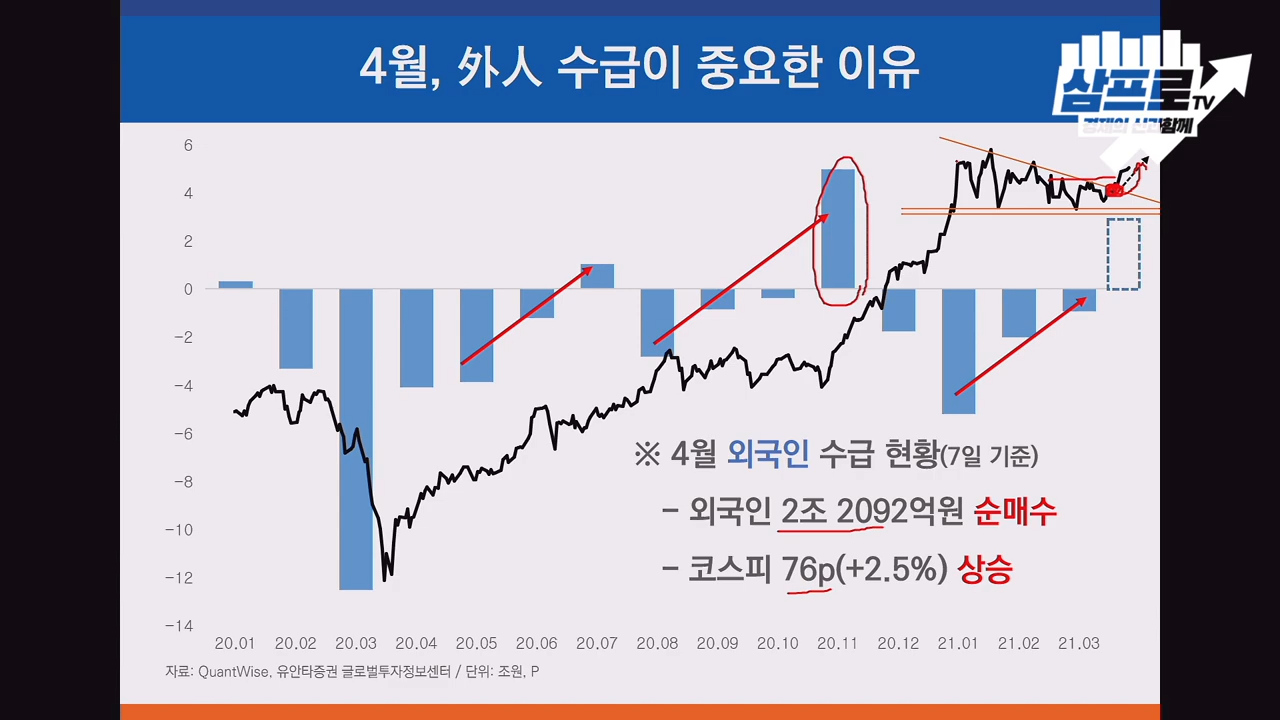 4월, 外人 수급이 중요한 이유
삼프로TV
경제의 신과함께
6
4
2
0
−2
−4
−6
−8
−10
−12
−14
※ 4월 외국인 수급 현황(7일 기준)
- 외국인 2조 2092억원 순매수
- 코스피 76p(+2.5%) 상승
20.01 20.02 20.03 20.04 20.05 20.06 20.07 20.08 20.09 20.10 20.11 20.12 21.01 21.02 21.03
자료: QuantWise, 유안타증권 글로벌투자정보센터 / 단위: 조원, P